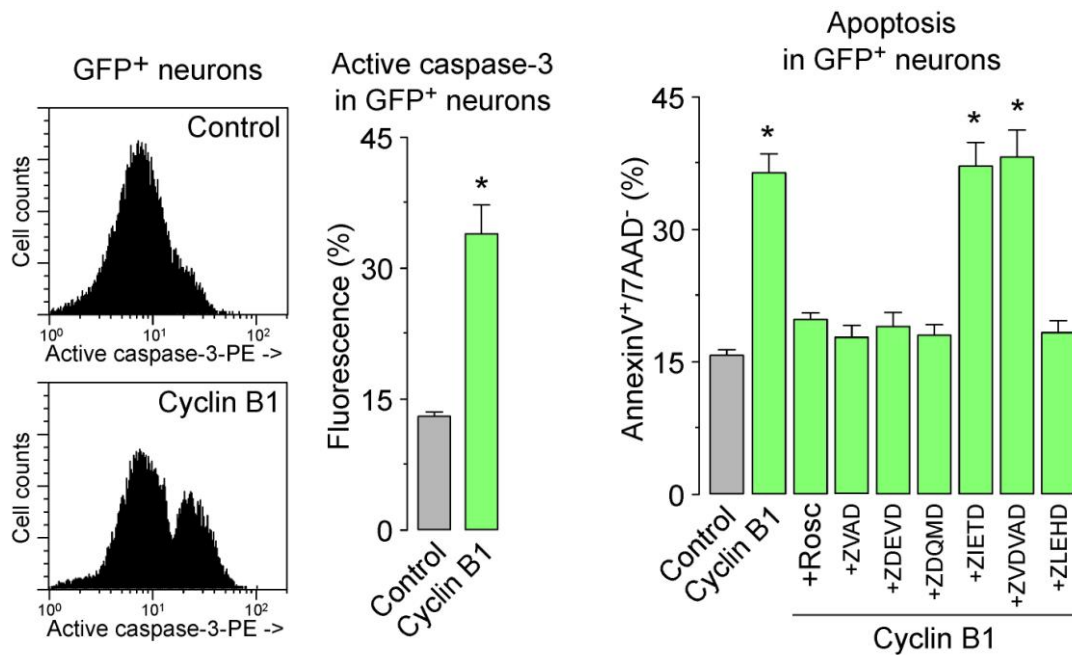 GFP⁺ neurons
Control
Cell counts
10⁰ 10¹ 10²
Active caspase-3-PE ->
Cyclin B1
Cell counts
10⁰ 10¹ 10²
Active caspase-3-PE ->
Active caspase-3
in GFP⁺ neurons
Fluorescence (%)
45
30
15
0
*
Control
Cyclin B1
Apoptosis
in GFP⁺ neurons
AnnexinV⁺/7AAD⁻ (%)
45
30
15
0
*
*
*
Control
Cyclin B1
+Rosc
+ZVAD
+ZDEVD
+ZDQMD
+ZIETD
+ZVDVAD
+ZLEHD
Cyclin B1